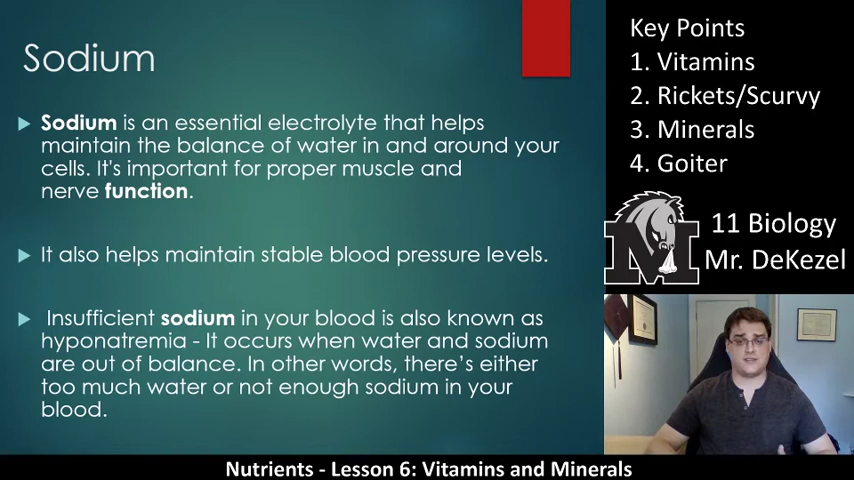 Sodium
Sodium is an essential electrolyte that helps
maintain the balance of water in and around your
cells. It's important for proper muscle and
nerve function.
It also helps maintain stable blood pressure levels.
Insufficient sodium in your blood is also known as
hyponatremia - It occurs when water and sodium
are out of balance. In other words, there's either
too much water or not enough sodium in your
blood.
Key Points
1. Vitamins
2. Rickets/Scurvy
3. Minerals
4. Goiter
M
11 Biology
Mr. DeKezel
Nutrients - Lesson 6: Vitamins and Minerals